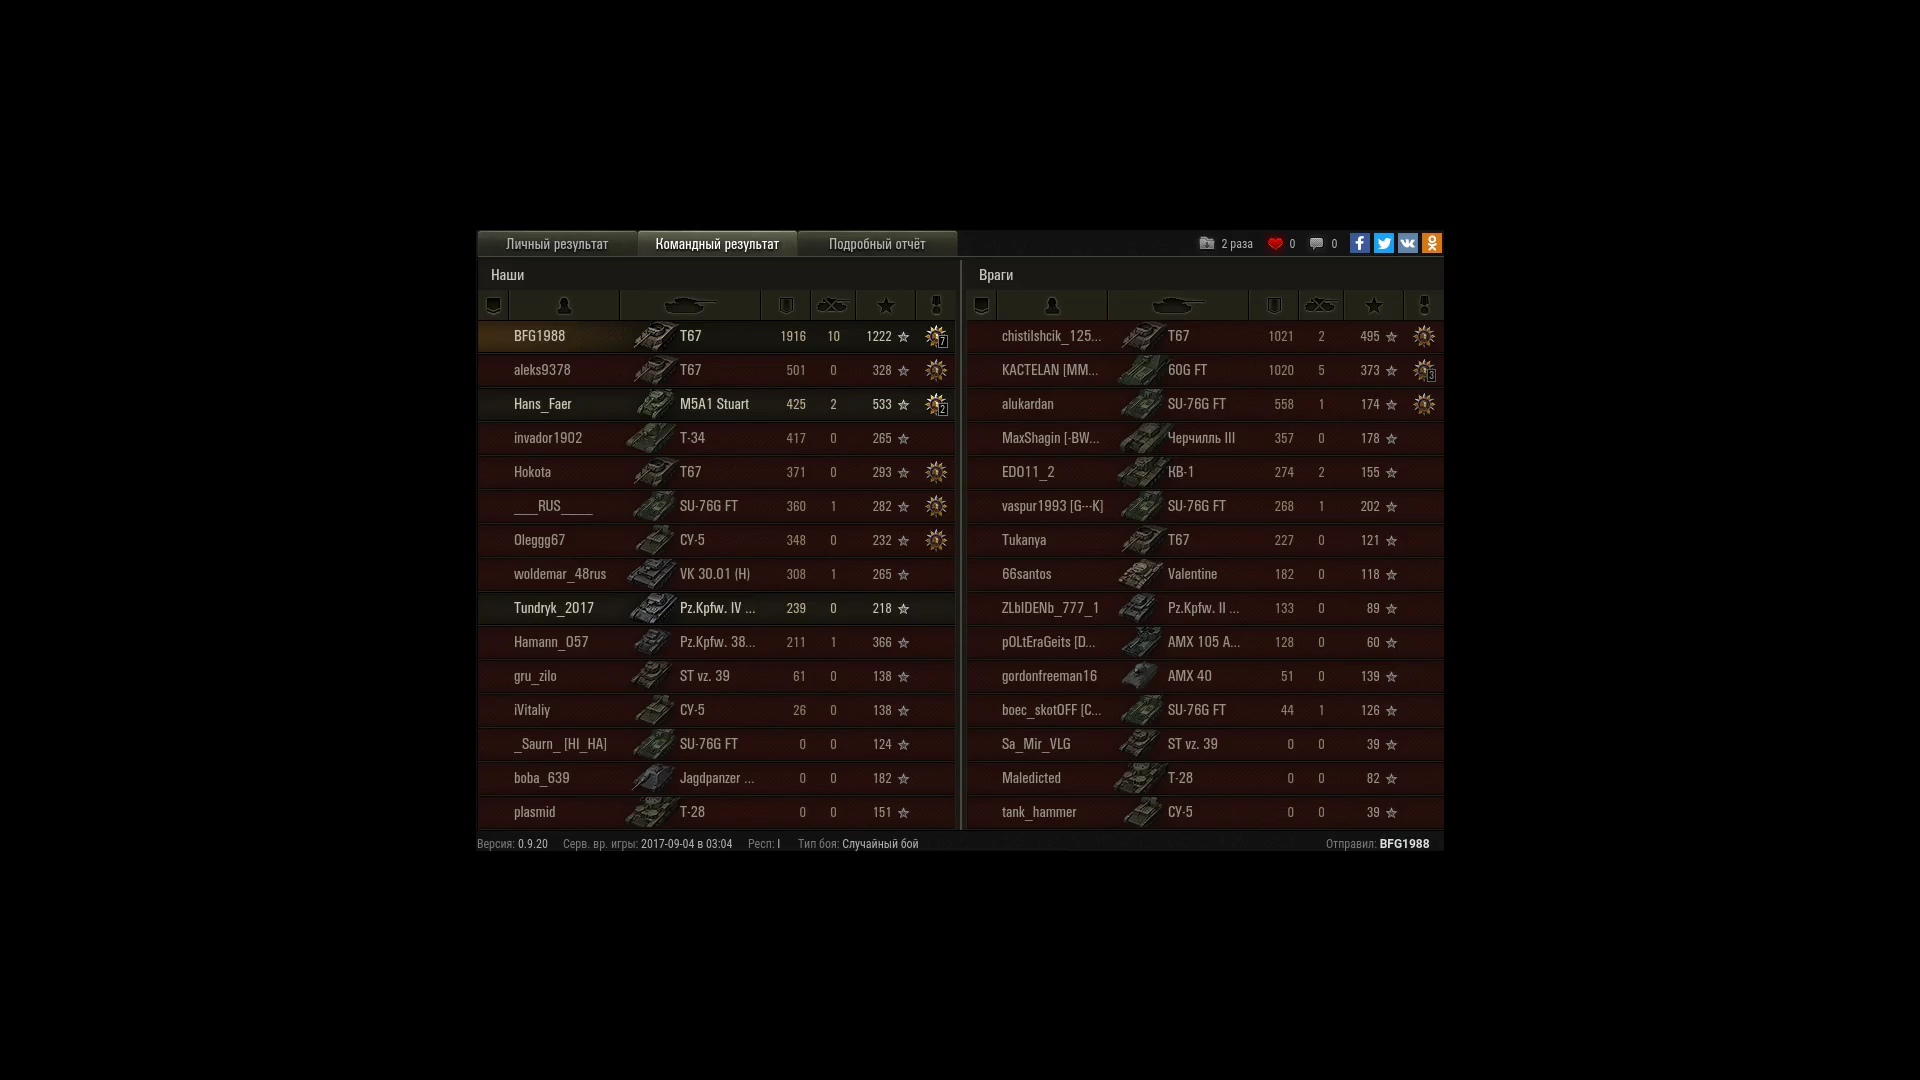 Личный результат Командный результат Подробный отчёт 2 раза 0 0
Наши Враги
BFG1988 T67 1916 10 1222 7 chistilshcik_125... T67 1021 2 495
aleks9378 T67 501 0 328 KACTELAN [MM... 60G FT 1020 5 373 3
Hans_Faer M5A1 Stuart 425 2 533 2 alukardan SU-76G FT 558 1 174
invador1902 Т-34 417 0 265 MaxShagin [-BW... Черчилль III 357 0 178
Hokota T67 371 0 293 EDO11_2 КВ-1 274 2 155
___RUS____ SU-76G FT 360 1 282 vaspur1993 [G---K] SU-76G FT 268 1 202
Oleggg67 СУ-5 348 0 232 Tukanya T67 227 0 121
woldemar_48rus VK 30.01 (H) 308 1 265 66santos Valentine 182 0 118
Tundryk_2017 Pz.Kpfw. IV ... 239 0 218 ZLbIDENb_777_1 Pz.Kpfw. II ... 133 0 89
Hamann_O57 Pz.Kpfw. 38... 211 1 366 pOLtEraGeits [D... AMX 105 A... 128 0 60
gru_zilo ST vz. 39 61 0 138 gordonfreeman16 AMX 40 51 0 139
iVitaliy СУ-5 26 0 138 boec_skotOFF [C... SU-76G FT 44 1 126
_Saurn_ [HI_HA] SU-76G FT 0 0 124 Sa_Mir_VLG ST vz. 39 0 0 39
boba_639 Jagdpanzer ... 0 0 182 Maledicted Т-28 0 0 82
plasmid Т-28 0 0 151 tank_hammer СУ-5 0 0 39
Версия: 0.9.20 Серв. вр. игры: 2017-09-04 в 03:04 Респ: I Тип боя: Случайный бой Отправил: BFG1988